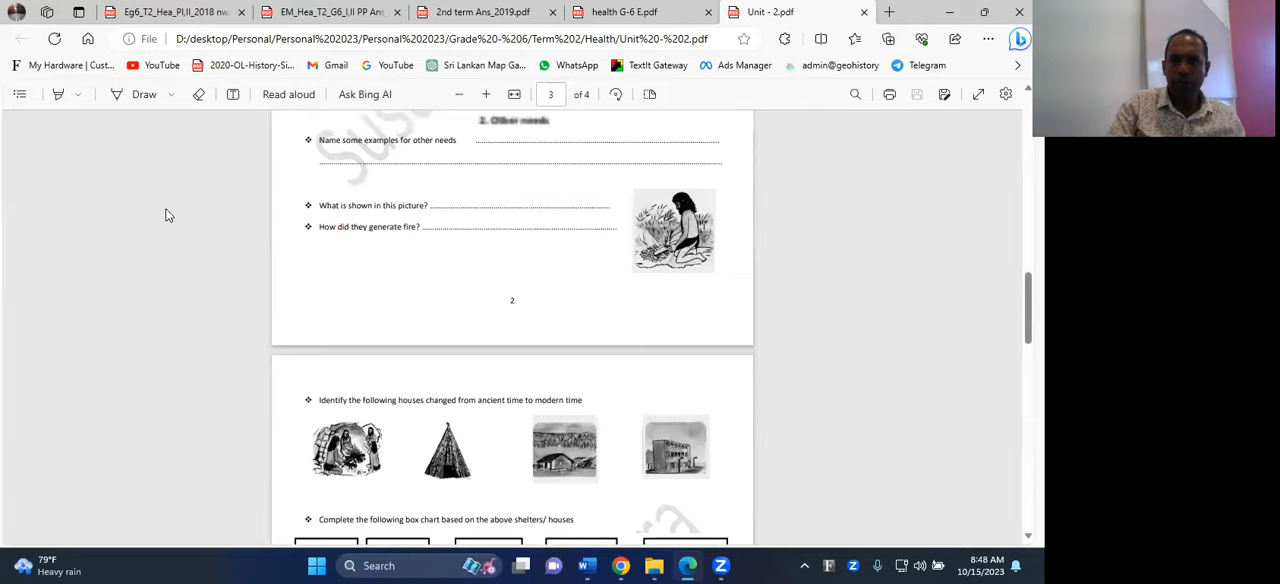 Eg6_T2_Hea_PI,II_2018 nw
EM_Hea_T2_G6_I,II PP Ans
2nd term Ans_2019.pdf
health G-6 E.pdf
Unit - 2.pdf
File
D:/desktop/Personal/Personal%202023/Personal%202023/Grade%20-%206/Term%202/Health/Unit%20-%202.pdf
My Hardware | Cust...
YouTube
2020-OL-History-Si...
Gmail
YouTube
Sri Lankan Map Ga...
WhatsApp
TextIt Gateway
Ads Manager
admin@geohistory
Telegram
Draw
Read aloud
Ask Bing AI
3
of 4
2. Other needs
❖ Name some examples for other needs ..........
❖ What is shown in this picture? ..........
❖ How did they generate fire? ..........
2
❖ Identify the following houses changed from ancient time to modern time
❖ Complete the following box chart based on the above shelters/ houses
79°F
Heavy rain
Search
8:48 AM
10/15/2023